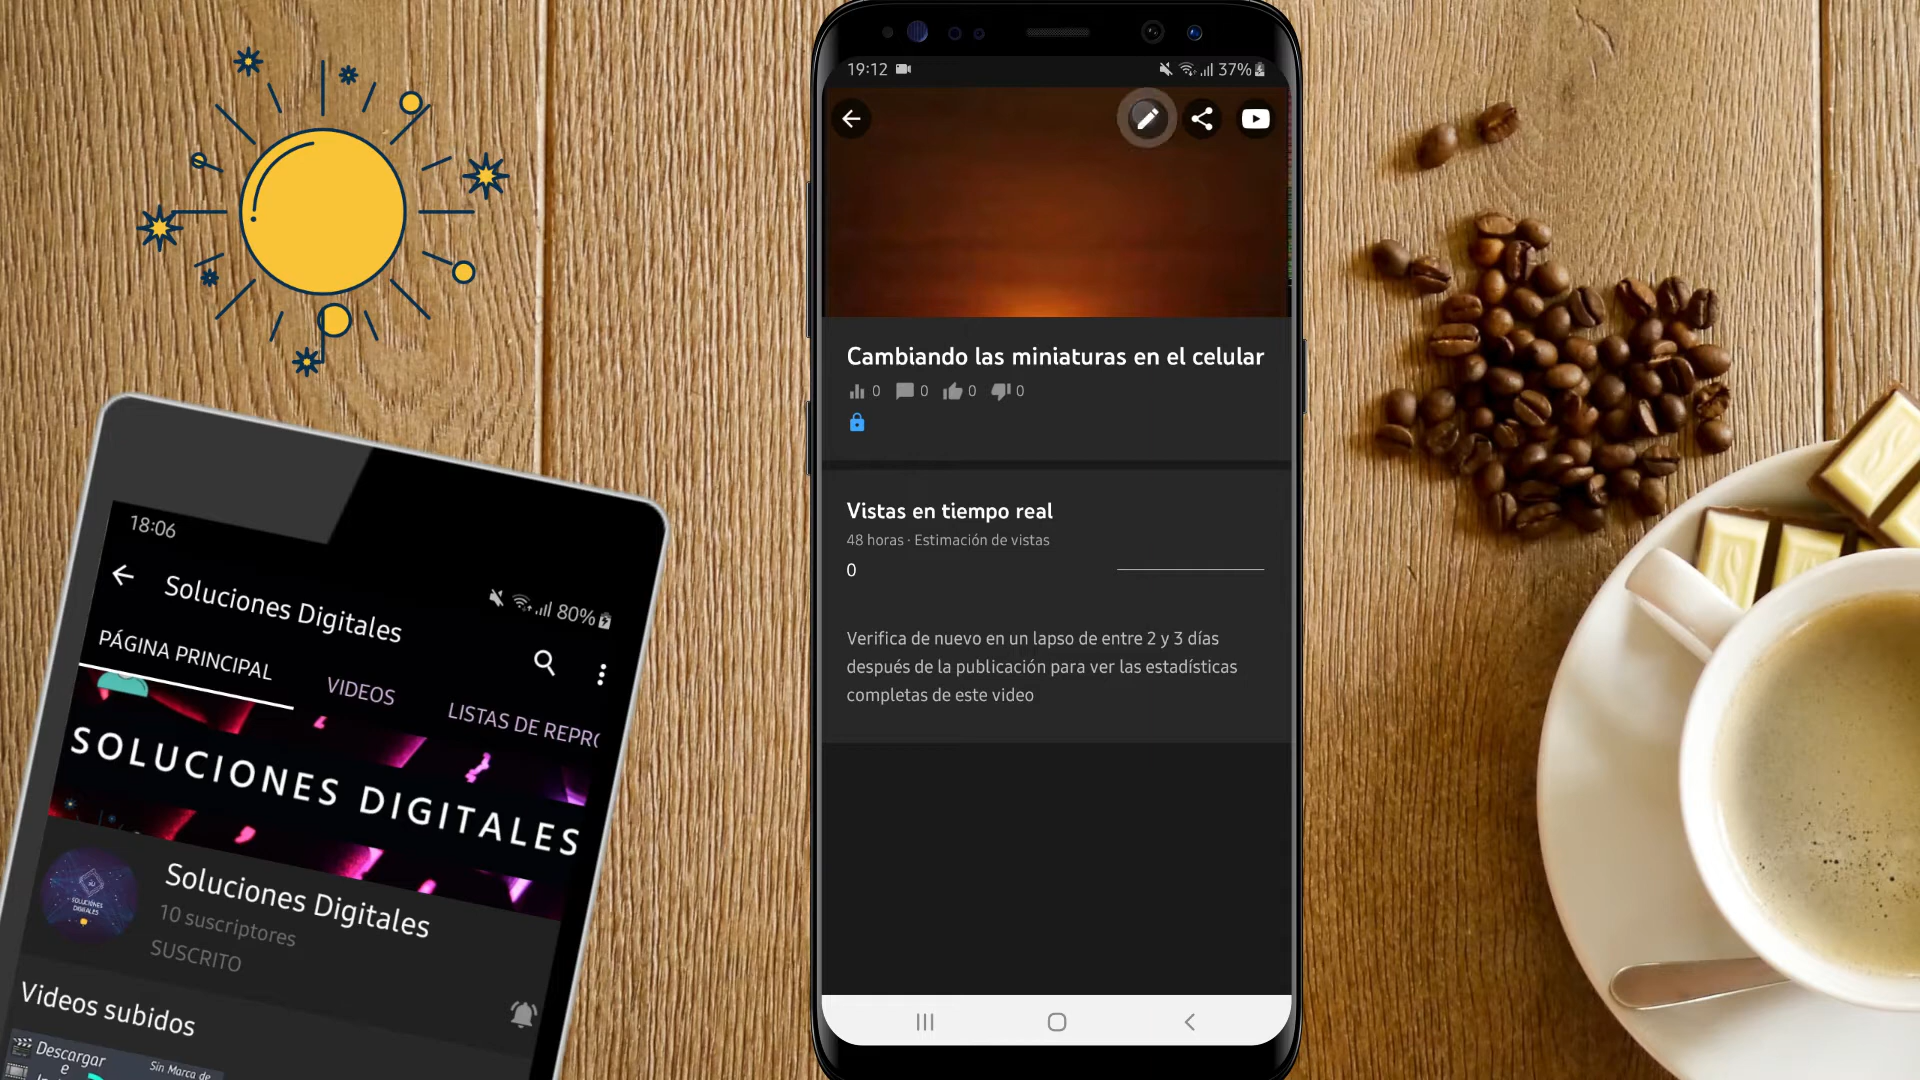 19:12
37%
Cambiando las miniaturas en el celular
0 0 0 0
Vistas en tiempo real
48 horas · Estimación de vistas
0
Verifica de nuevo en un lapso de entre 2 y 3 días
después de la publicación para ver las estadísticas
completas de este video
18:06
80%
Soluciones Digitales
PÁGINA PRINCIPAL
VIDEOS
LISTAS DE REPRO
SOLUCIONES DIGITALES
SOLUCIONES
DIGITALES
Soluciones Digitales
10 suscriptores
SUSCRITO
Videos subidos
Descargar
e
Sin Marca de